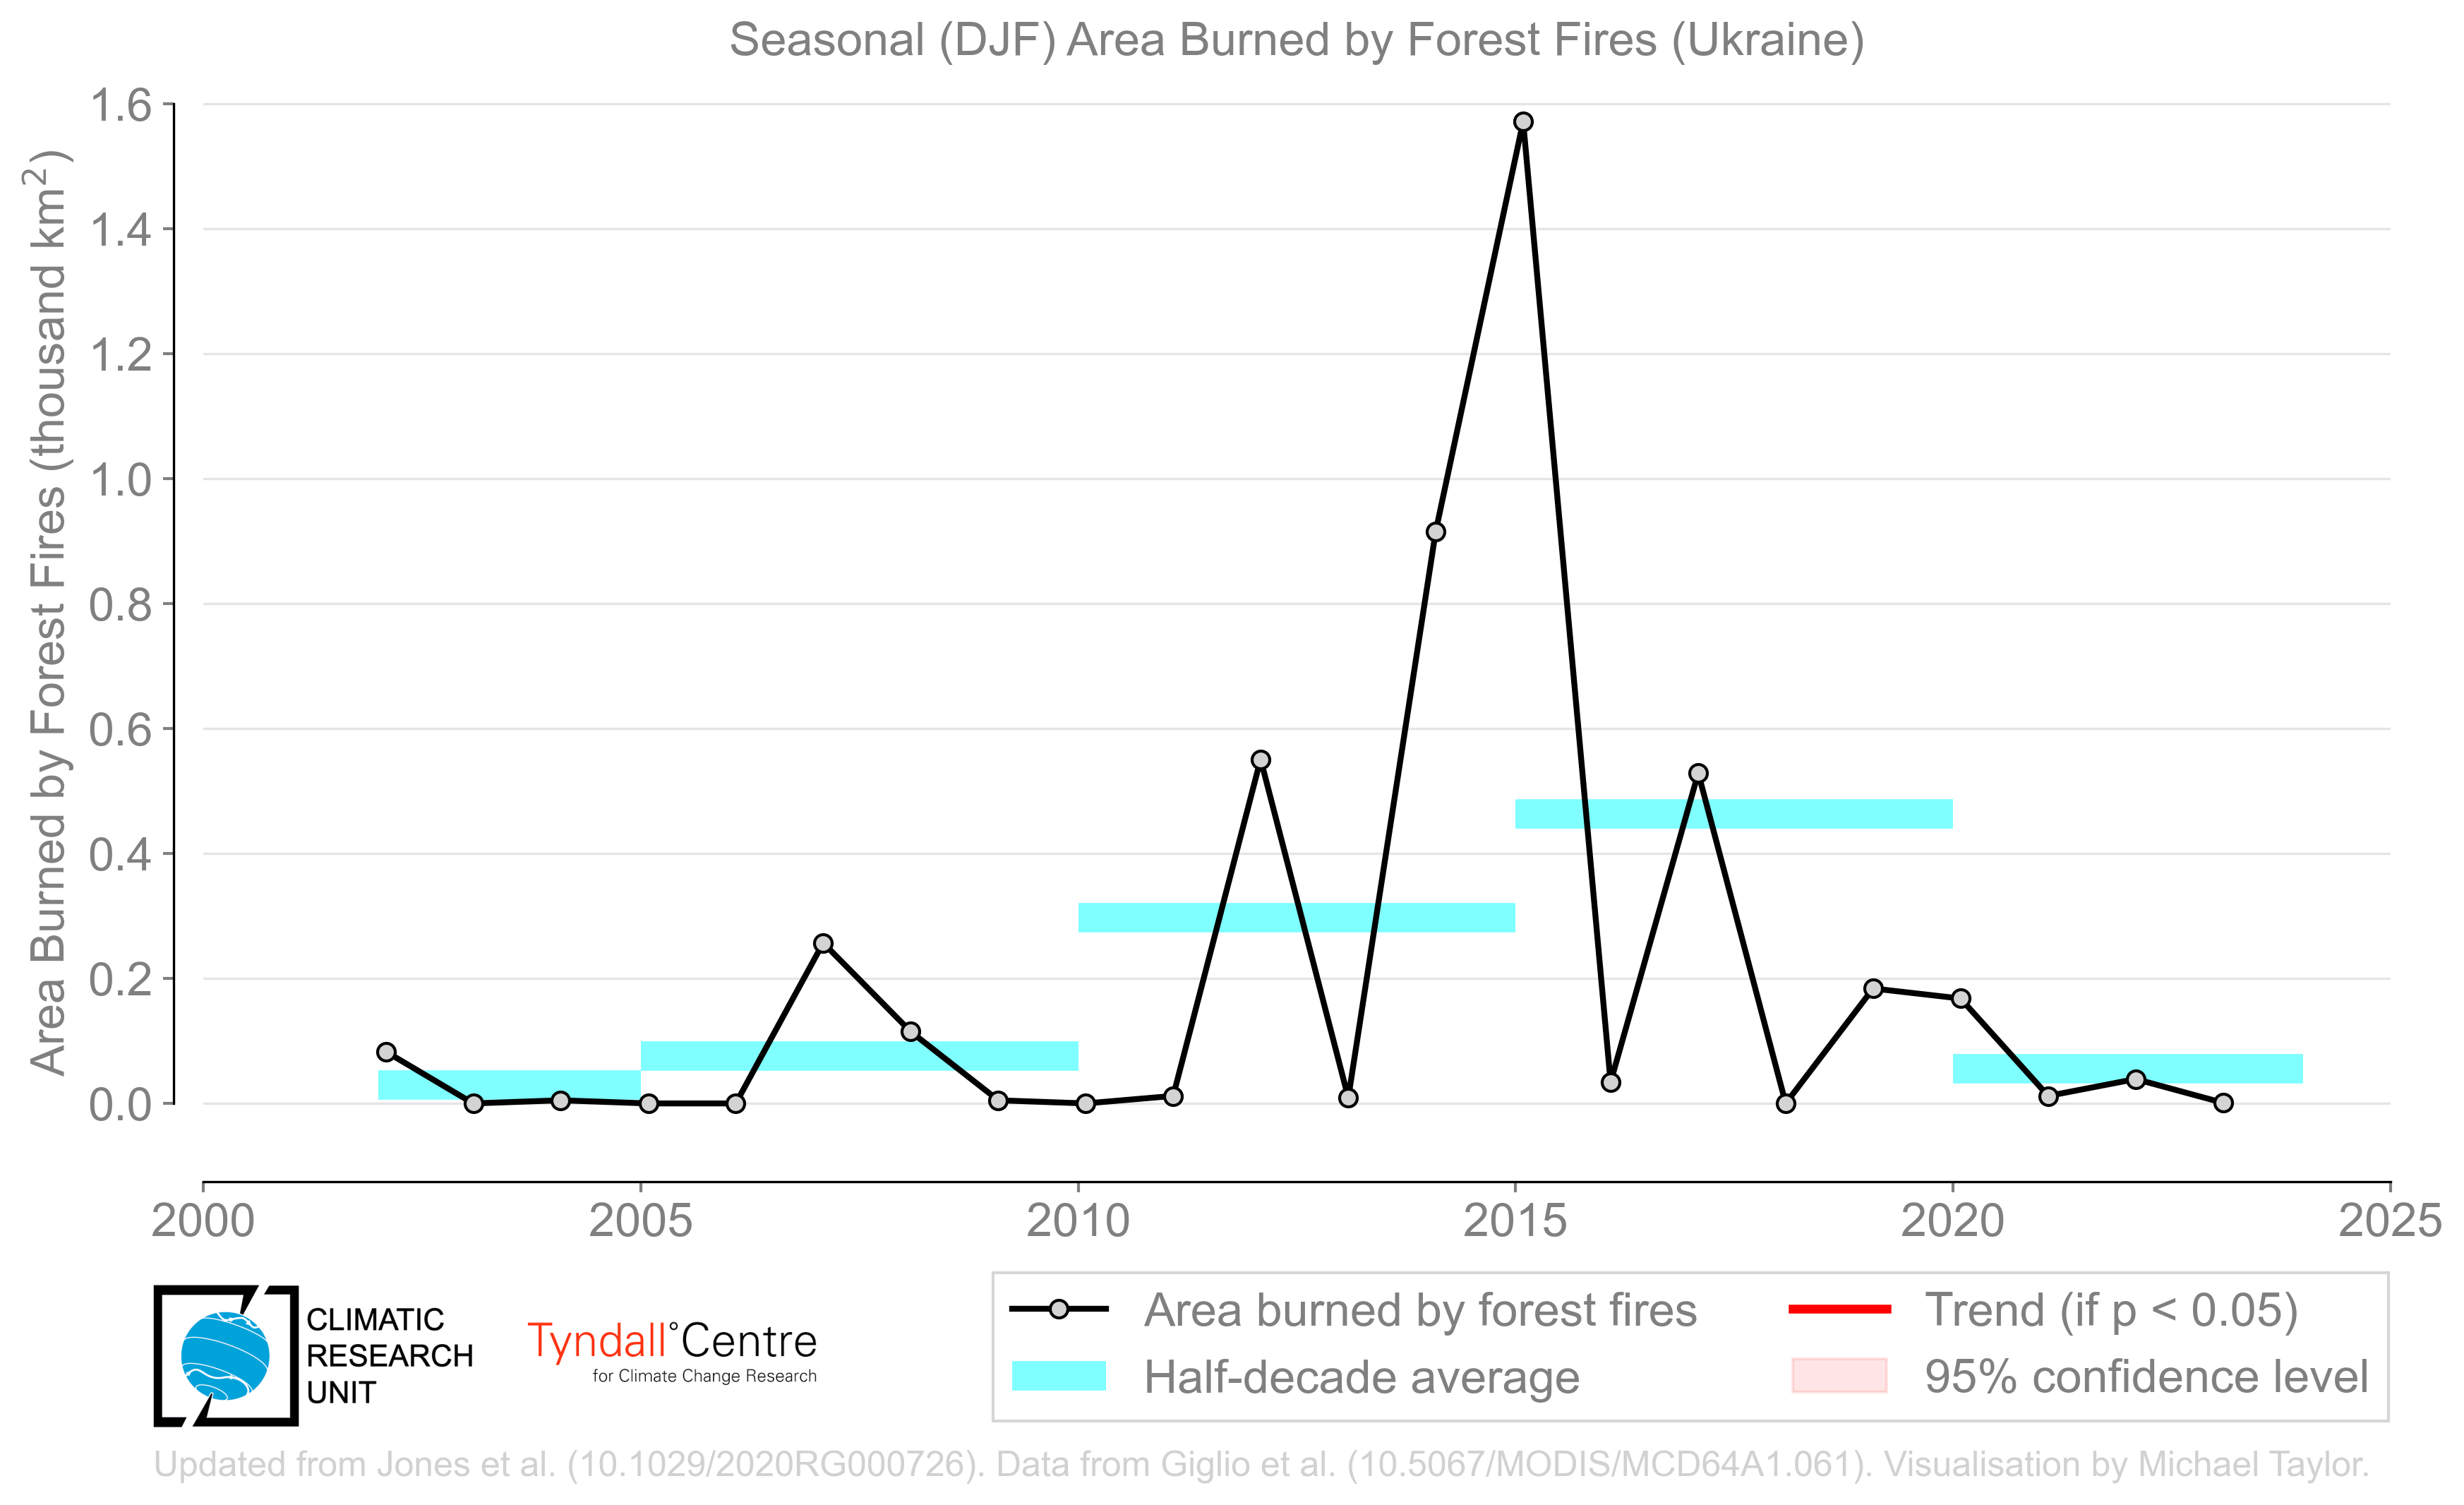 Seasonal (DJF) Area Burned by Forest Fires (Ukraine)
Area Burned by Forest Fires (thousand km²)
1.6
1.4
1.2
1.0
0.8
0.6
0.4
0.2
0.0
2000 2005 2010 2015 2020 2025
Area burned by forest fires
Half-decade average
Trend (if p < 0.05)
95% confidence level
CLIMATIC
RESEARCH
UNIT
Tyndall°Centre
for Climate Change Research
Updated from Jones et al. (10.1029/2020RG000726). Data from Giglio et al. (10.5067/MODIS/MCD64A1.061). Visualisation by Michael Taylor.